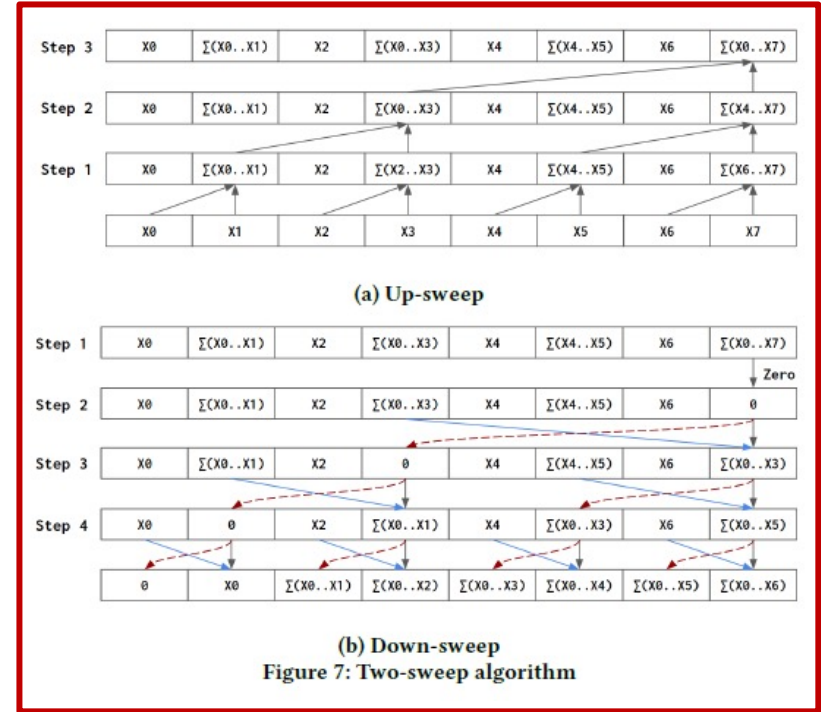 Step 3 X0 ∑(X0..X1) X2 ∑(X0..X3) X4 ∑(X4..X5) X6 ∑(X0..X7)
Step 2 X0 ∑(X0..X1) X2 ∑(X0..X3) X4 ∑(X4..X5) X6 ∑(X4..X7)
Step 1 X0 ∑(X0..X1) X2 ∑(X2..X3) X4 ∑(X4..X5) X6 ∑(X6..X7)
X0 X1 X2 X3 X4 X5 X6 X7
(a) Up-sweep
Step 1 X0 ∑(X0..X1) X2 ∑(X0..X3) X4 ∑(X4..X5) X6 ∑(X0..X7)
Zero
Step 2 X0 ∑(X0..X1) X2 ∑(X0..X3) X4 ∑(X4..X5) X6 0
Step 3 X0 ∑(X0..X1) X2 0 X4 ∑(X4..X5) X6 ∑(X0..X3)
Step 4 X0 0 X2 ∑(X0..X1) X4 ∑(X0..X3) X6 ∑(X0..X5)
0 X0 ∑(X0..X1) ∑(X0..X2) ∑(X0..X3) ∑(X0..X4) ∑(X0..X5) ∑(X0..X6)
(b) Down-sweep
Figure 7: Two-sweep algorithm